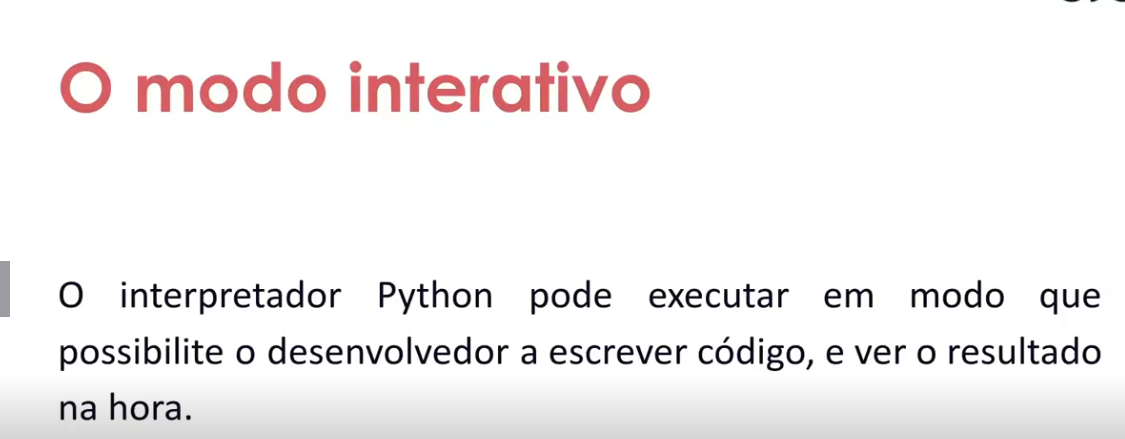 O modo interativo
O interpretador Python pode executar em modo que
possibilite o desenvolvedor a escrever código, e ver o resultado
na hora.